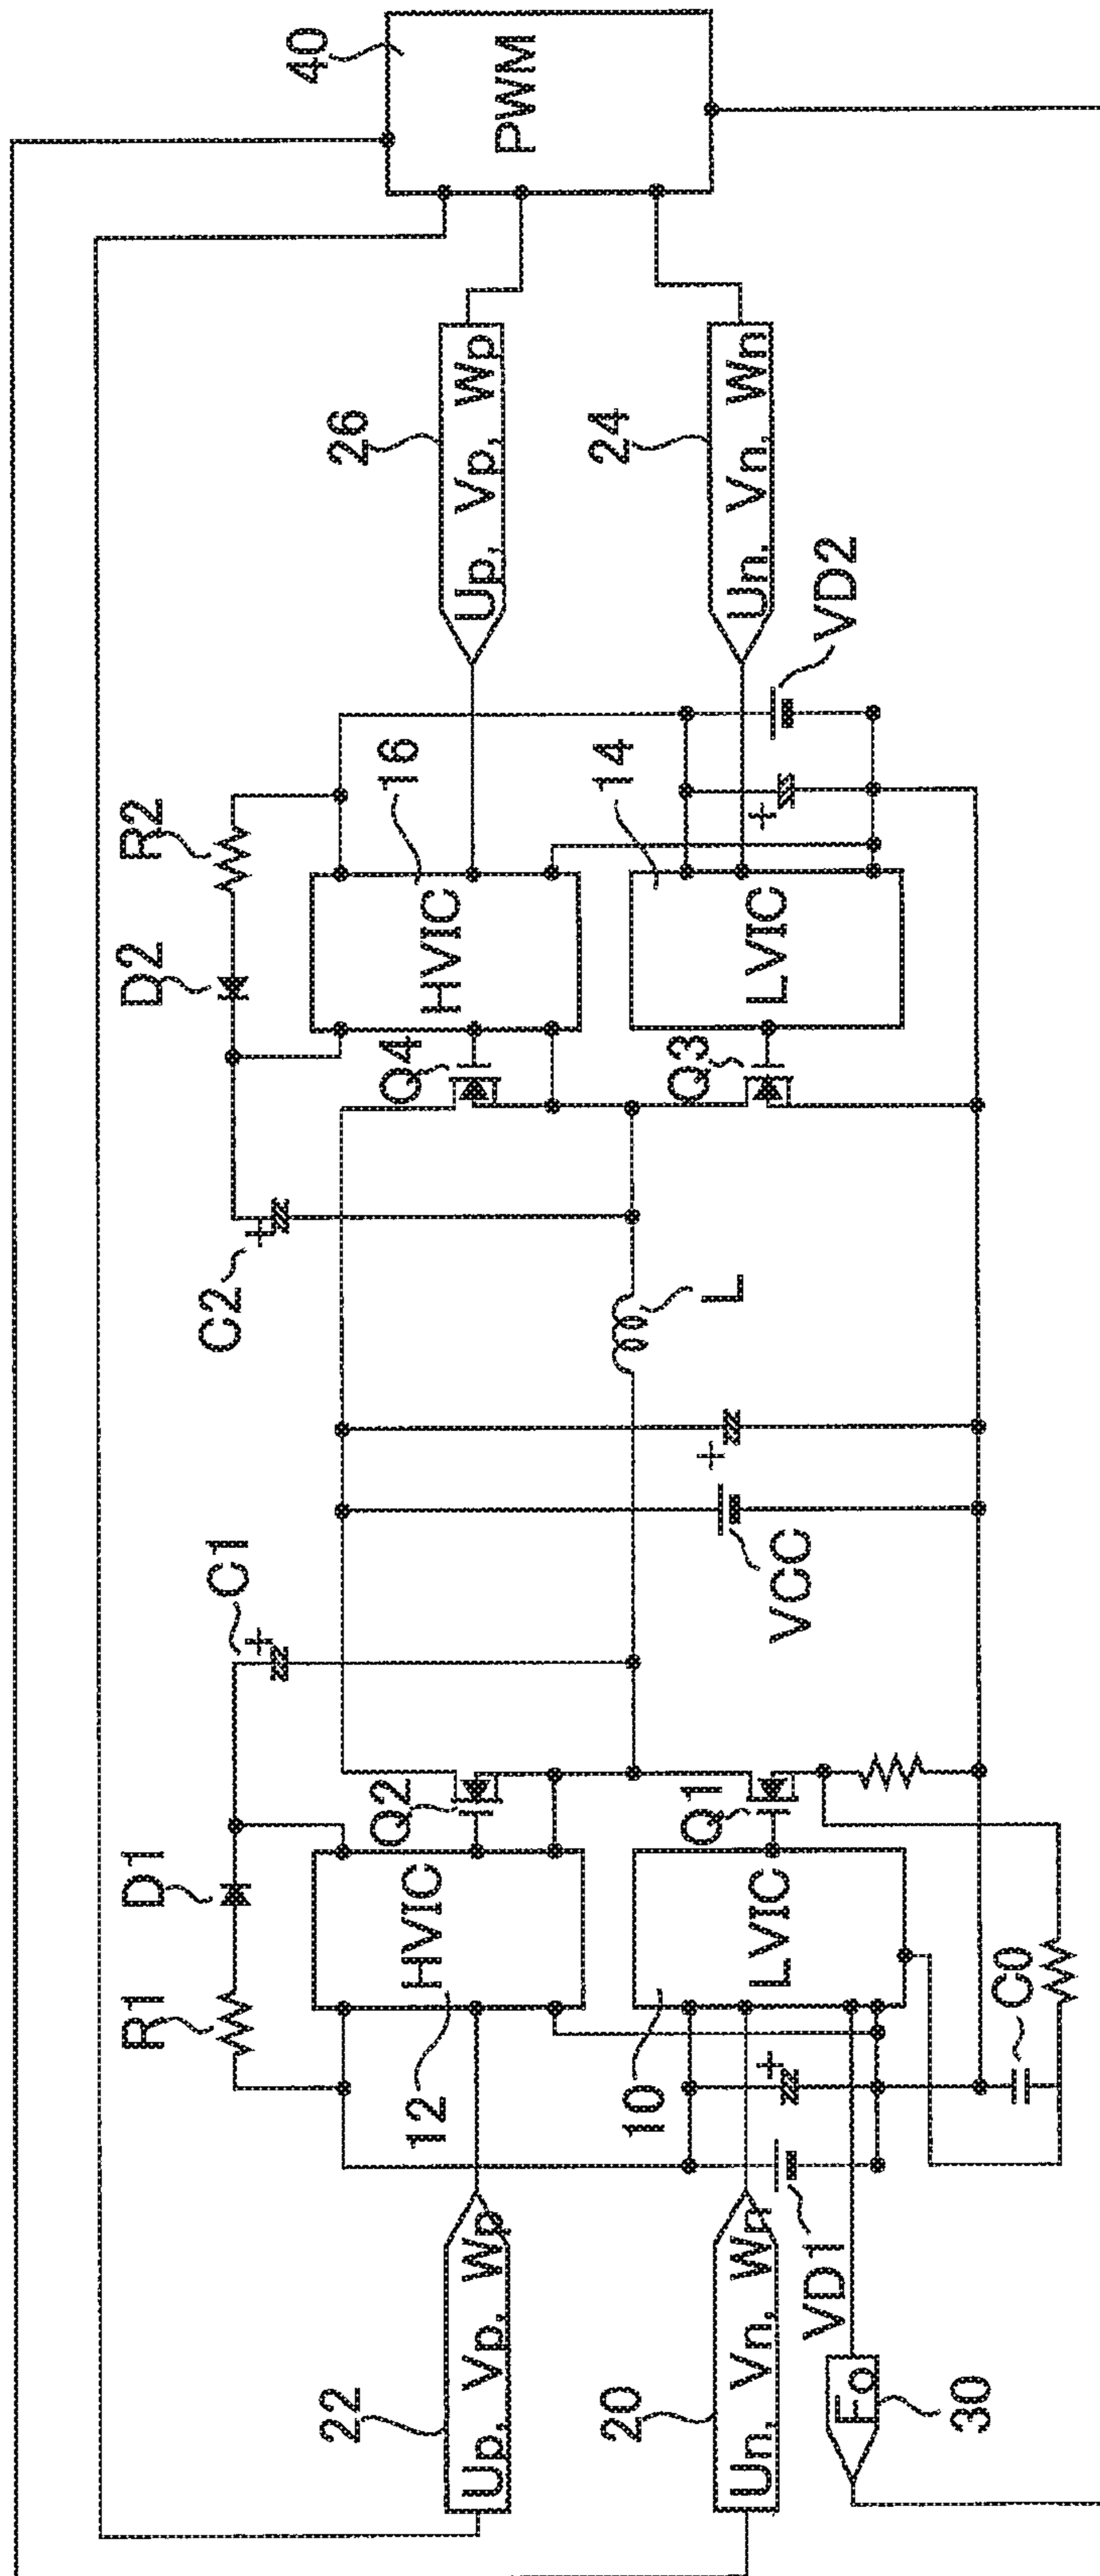 40
PWM
26
Up, Vp, Wp
24
Un, Vn, Wn
VD2
R2
D2
16
HVIC
14
LVIC
Q4
Q3
+
C2
+
L
+
VCC
C1
+
Q2
Q1
D1
R1
HVIC
12
LVIC
10
C0
+
22
Up, Vp, Wp
20
Un, Vn, Wn
VD1
Fo
30